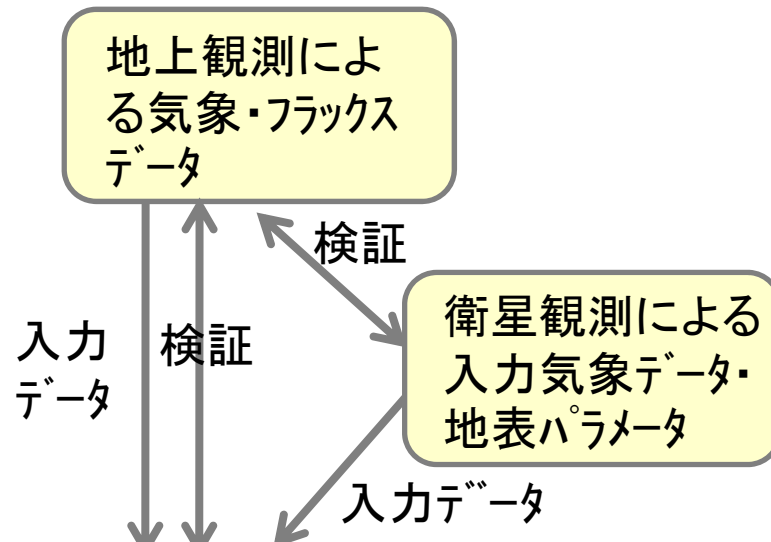 地上観測によ
る気象・フラックス
データ
検証
衛星観測による
入力気象データ・
地表パラメータ
入力
データ
検証
入力データ